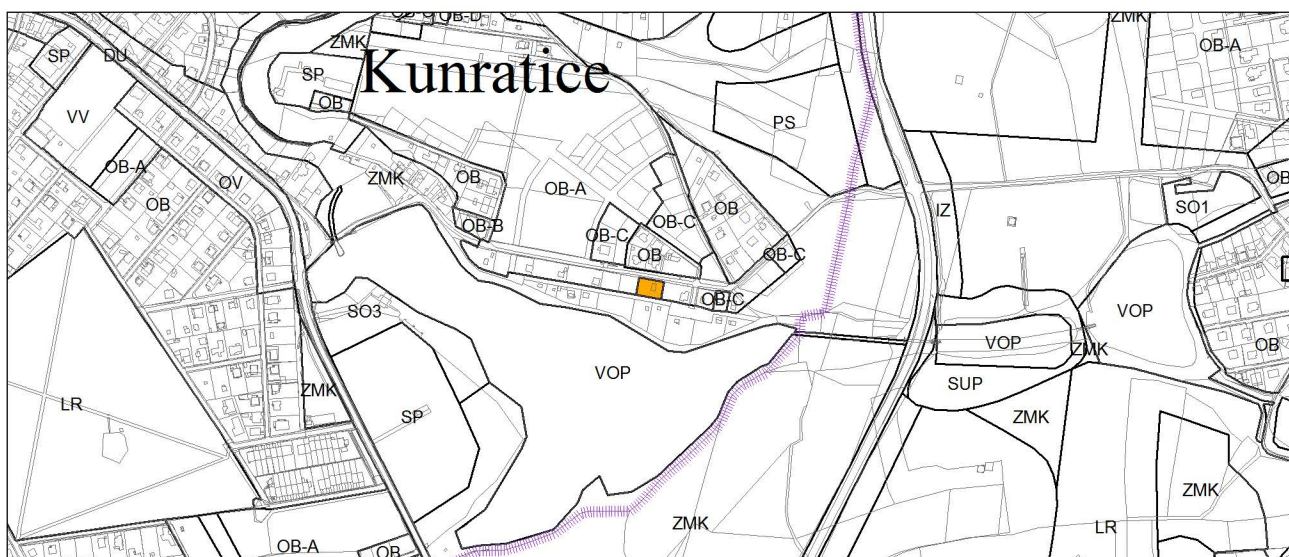 OB-D
ZMK
ZMK
OB-A
SP
DU
Kunratice
SP
OB
VV
PS
OB-A
OV
OB
ZMK
OB
OB-A
OB-C
OB
OB-B
OB-C
OB
OB-C
IZ
SO1
OB
OB-C
SO3
VOP
VOP
VOP
ZMK
OB
SUP
LR
ZMK
SP
ZMK
ZMK
ZMK
LR
OB-A
OB